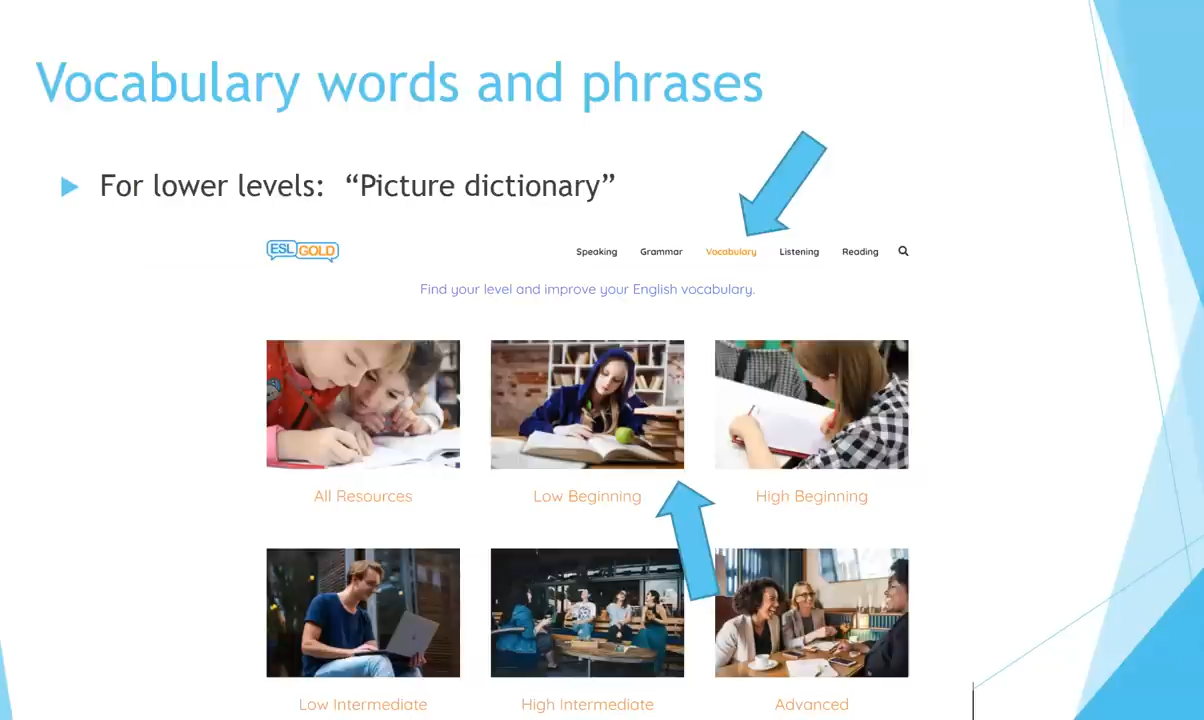 Vocabulary words and phrases
For lower levels: “Picture dictionary”
ESL GOLD
Speaking Grammar Vocabulary Listening Reading
Find your level and improve your English vocabulary.
All Resources Low Beginning High Beginning
Low Intermediate High Intermediate Advanced